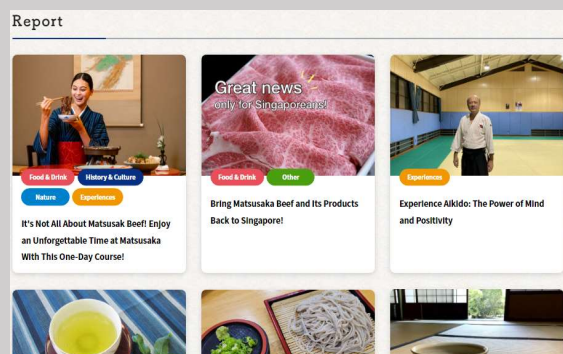 Report
Great news
only for Singaporeans!
Food & Drink
History & Culture
Nature
Experiences
Food & Drink
Other
Experiences
It's Not All About Matsusak Beef! Enjoy
an Unforgettable Time at Matsusaka
With This One-Day Course!
Bring Matsusaka Beef and Its Products
Back to Singapore!
Experience Aikido: The Power of Mind
and Positivity